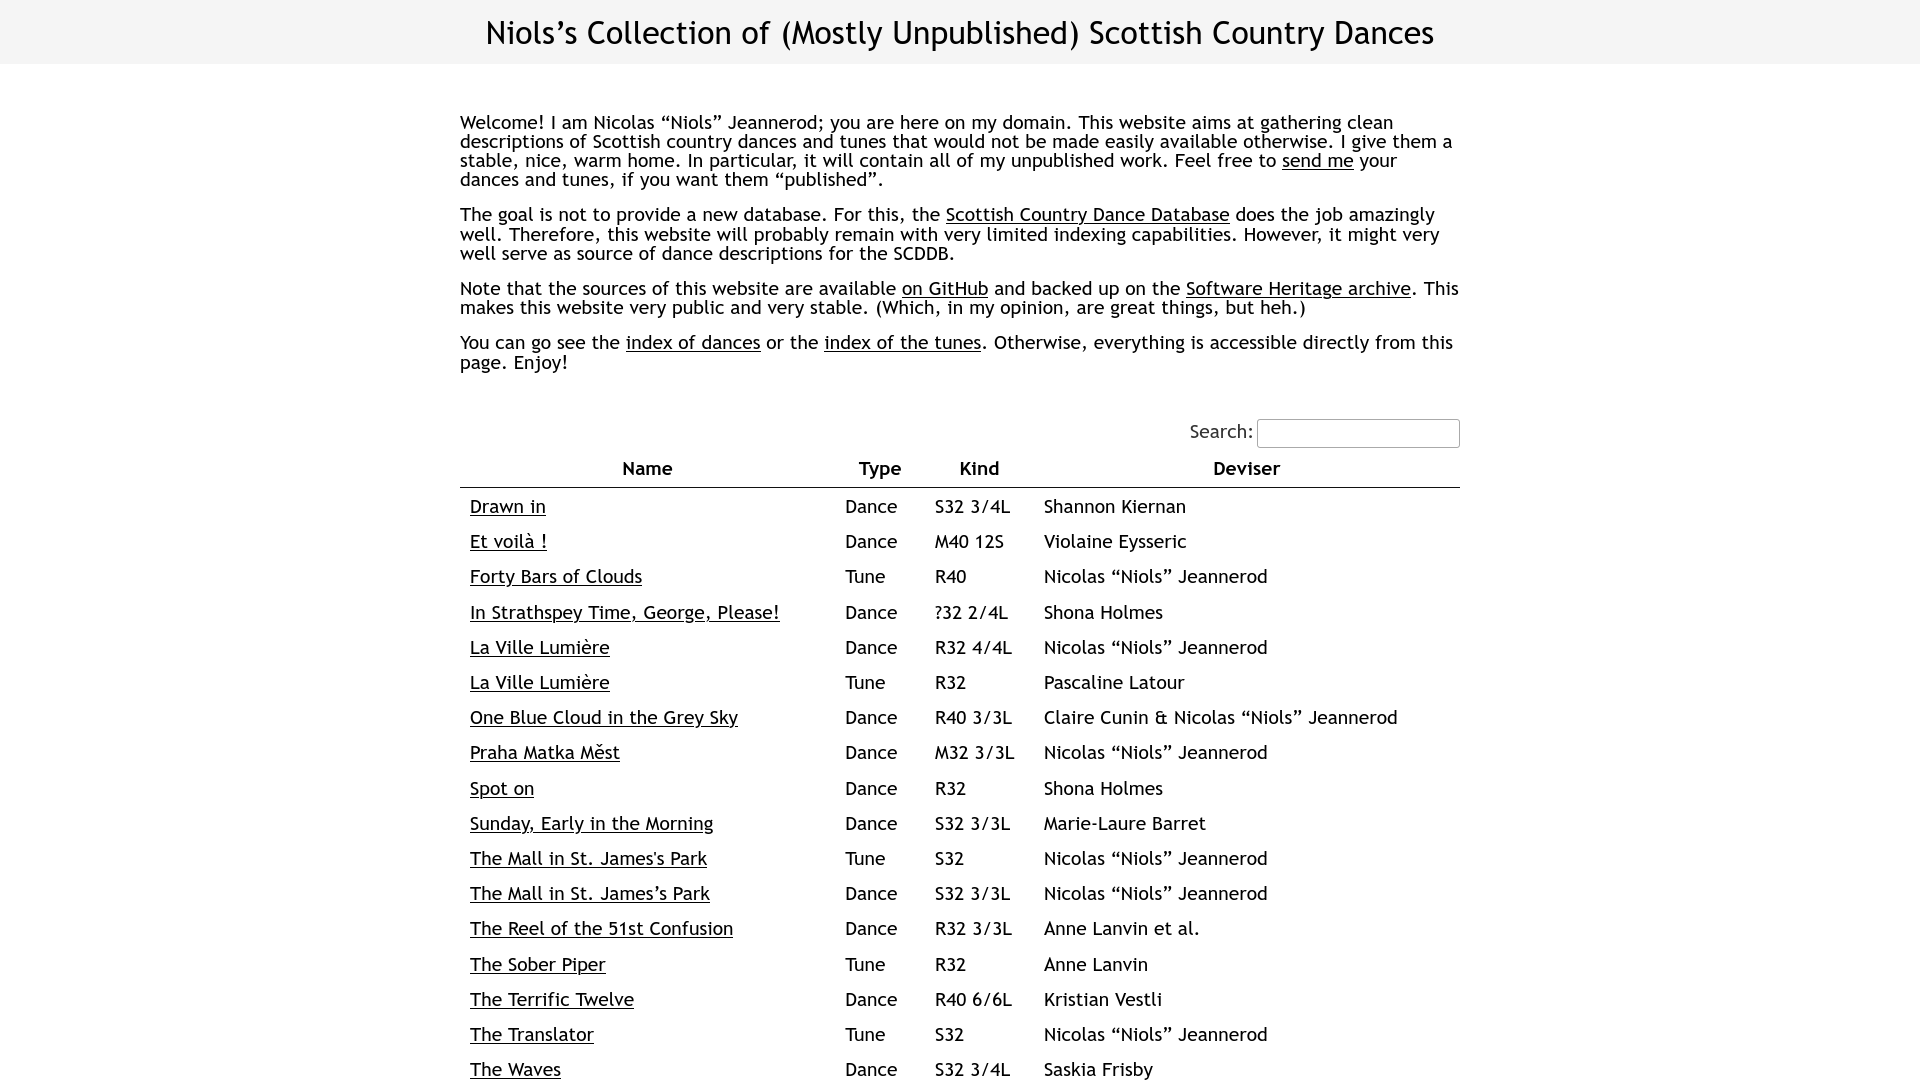 Niols’s Collection of (Mostly Unpublished) Scottish Country Dances
Welcome! I am Nicolas “Niols” Jeannerod; you are here on my domain. This website aims at gathering clean
descriptions of Scottish country dances and tunes that would not be made easily available otherwise. I give them a
stable, nice, warm home. In particular, it will contain all of my unpublished work. Feel free to send me your
dances and tunes, if you want them “published”.
The goal is not to provide a new database. For this, the Scottish Country Dance Database does the job amazingly
well. Therefore, this website will probably remain with very limited indexing capabilities. However, it might very
well serve as source of dance descriptions for the SCDDB.
Note that the sources of this website are available on GitHub and backed up on the Software Heritage archive. This
makes this website very public and very stable. (Which, in my opinion, are great things, but heh.)
You can go see the index of dances or the index of the tunes. Otherwise, everything is accessible directly from this
page. Enjoy!
Search:
Name Type Kind Deviser
Drawn in Dance S32 3/4L Shannon Kiernan
Et voilà ! Dance M40 12S Violaine Eysseric
Forty Bars of Clouds Tune R40 Nicolas “Niols” Jeannerod
In Strathspey Time, George, Please! Dance ?32 2/4L Shona Holmes
La Ville Lumière Dance R32 4/4L Nicolas “Niols” Jeannerod
La Ville Lumière Tune R32 Pascaline Latour
One Blue Cloud in the Grey Sky Dance R40 3/3L Claire Cunin & Nicolas “Niols” Jeannerod
Praha Matka Měst Dance M32 3/3L Nicolas “Niols” Jeannerod
Spot on Dance R32 Shona Holmes
Sunday, Early in the Morning Dance S32 3/3L Marie-Laure Barret
The Mall in St. James's Park Tune S32 Nicolas “Niols” Jeannerod
The Mall in St. James’s Park Dance S32 3/3L Nicolas “Niols” Jeannerod
The Reel of the 51st Confusion Dance R32 3/3L Anne Lanvin et al.
The Sober Piper Tune R32 Anne Lanvin
The Terrific Twelve Dance R40 6/6L Kristian Vestli
The Translator Tune S32 Nicolas “Niols” Jeannerod
The Waves Dance S32 3/4L Saskia Frisby